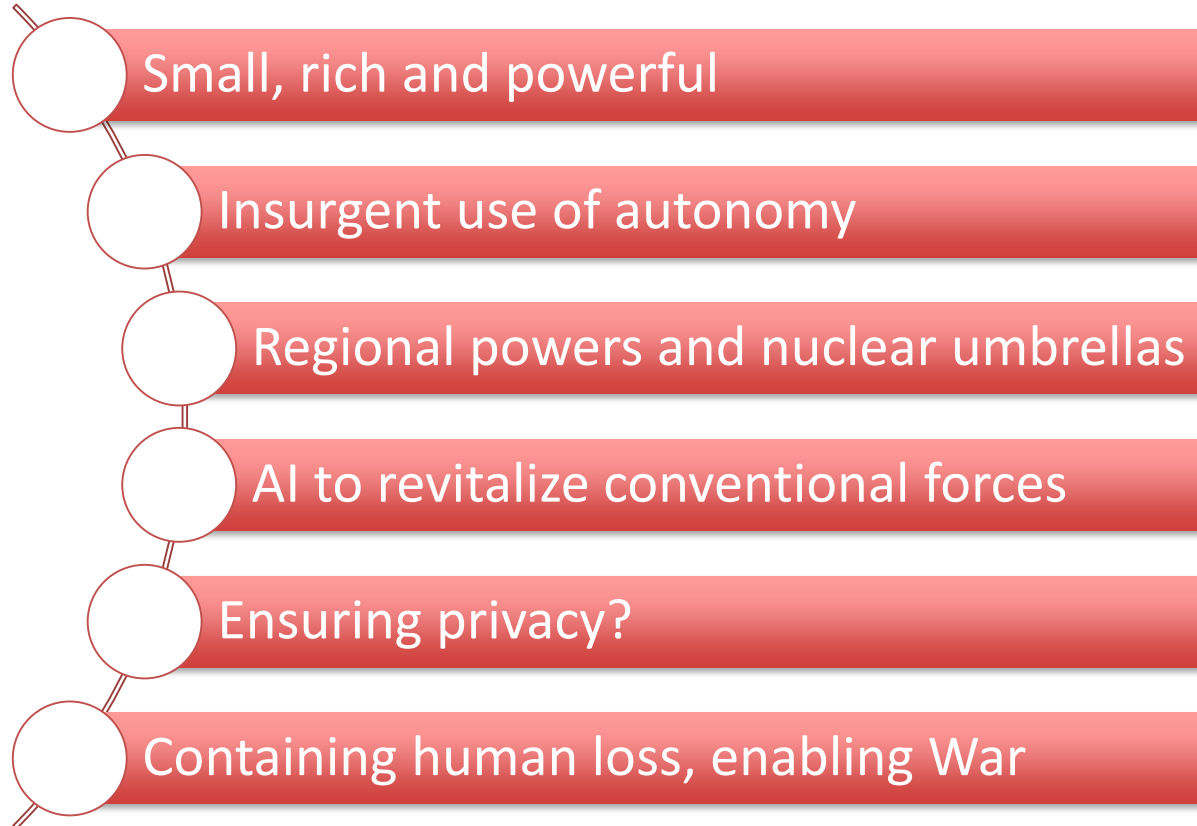 Small, rich and powerful
Insurgent use of autonomy
Regional powers and nuclear umbrellas
AI to revitalize conventional forces
Ensuring privacy?
Containing human loss, enabling War